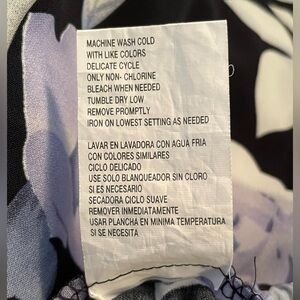 MACHINE WASH COLD
WITH LIKE COLORS
DELICATE CYCLE
ONLY NON- CHLORINE
BLEACH WHEN NEEDED
TUMBLE DRY LOW
REMOVE PROMPTLY
IRON ON LOWEST SETTING AS NEEDED
LAVAR EN LAVADORA CON AGUA FRIA
CON COLORES SIMILARES
CICLO DELICADO
USE SOLO BLANQUEADOR SIN CLORO
SI ES NECESARIO
SECADORA CICLO SUAVE
REMOVER INMEDIATAMENTE
USAR PLANCHA EN MINIMA TEMPERATURA
SI SE NECESITA